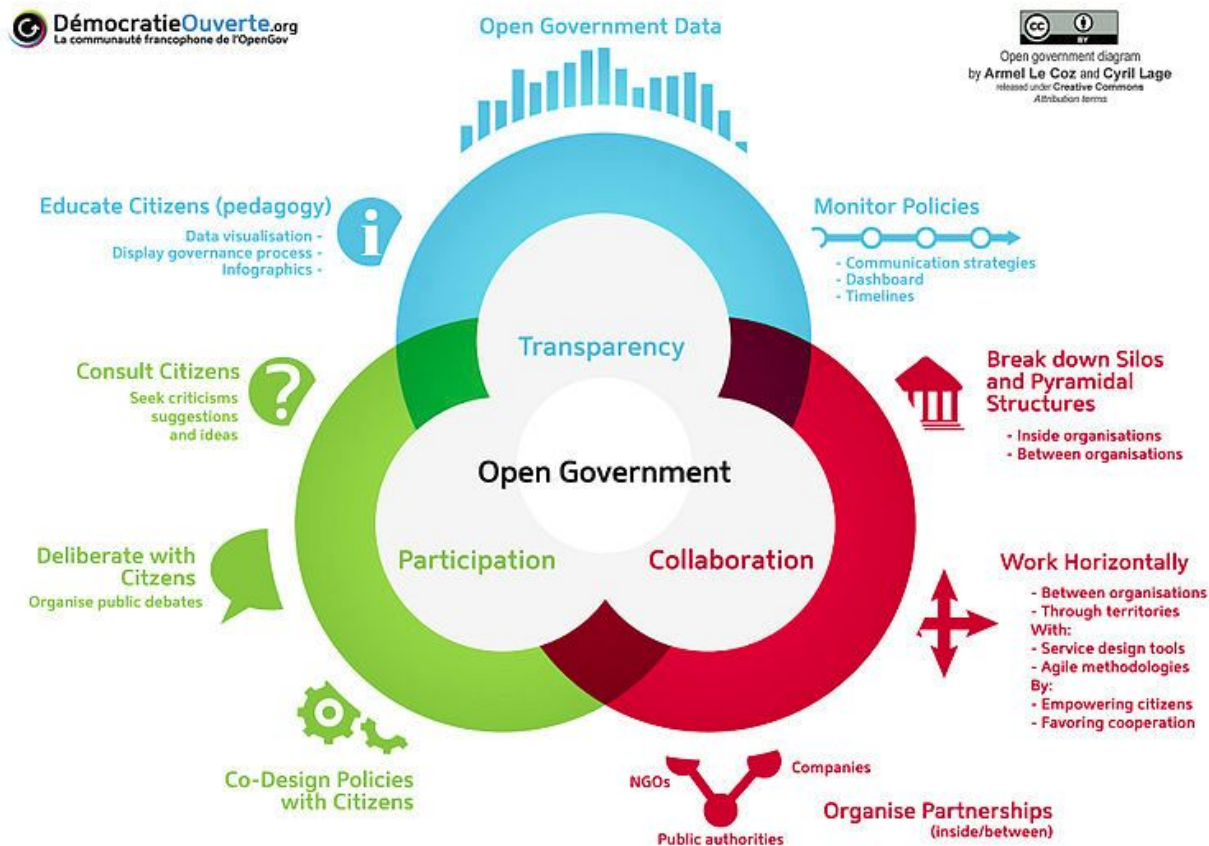 DémocratieOuverte.org
La communauté francophone de l'OpenGov
Open Government Data
cc
BY
Open government diagram
by Armel Le Coz and Cyril Lage
released under Creative Commons
Attribution terms
Educate Citizens (pedagogy)
Data visualisation -
Display governance process -
Infographics -
i
Monitor Policies
- Communication strategies
- Dashboard
- Timelines
Transparency
Consult Citizens
Seek criticisms
suggestions
and ideas
?
Break down Silos
and Pyramidal
Structures
- Inside organisations
- Between organisations
Open Government
Participation
Collaboration
Deliberate with
Citzens
Organise public debates
Work Horizontally
- Between organisations
- Through territories
With:
- Service design tools
- Agile methodologies
By:
- Empowering citizens
- Favoring cooperation
Co-Design Policies
with Citizens
NGOs
Companies
Public authorities
Organise Partnerships
(inside/between)